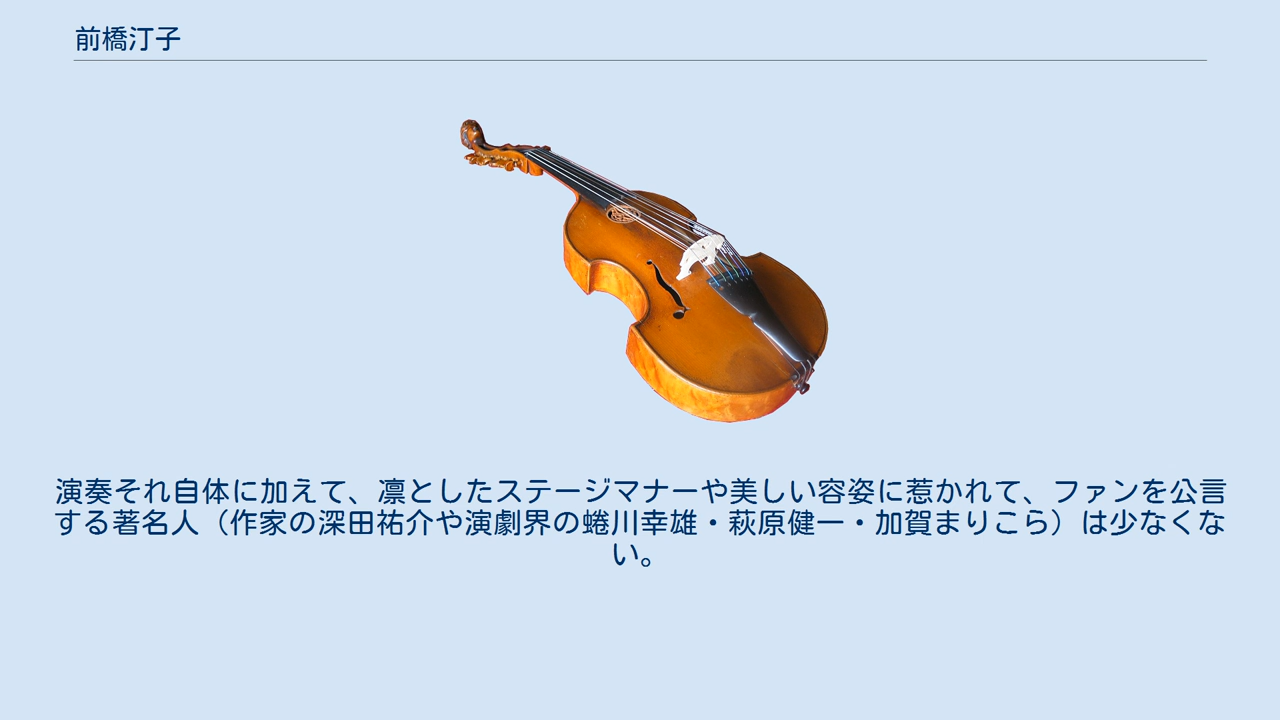 前橋汀子
演奏それ自体に加えて、凛としたステージマナーや美しい容姿に惹かれて、ファンを公言
する著名人（作家の深田祐介や演劇界の蜷川幸雄・萩原健一・加賀まりこら）は少なくな
い。